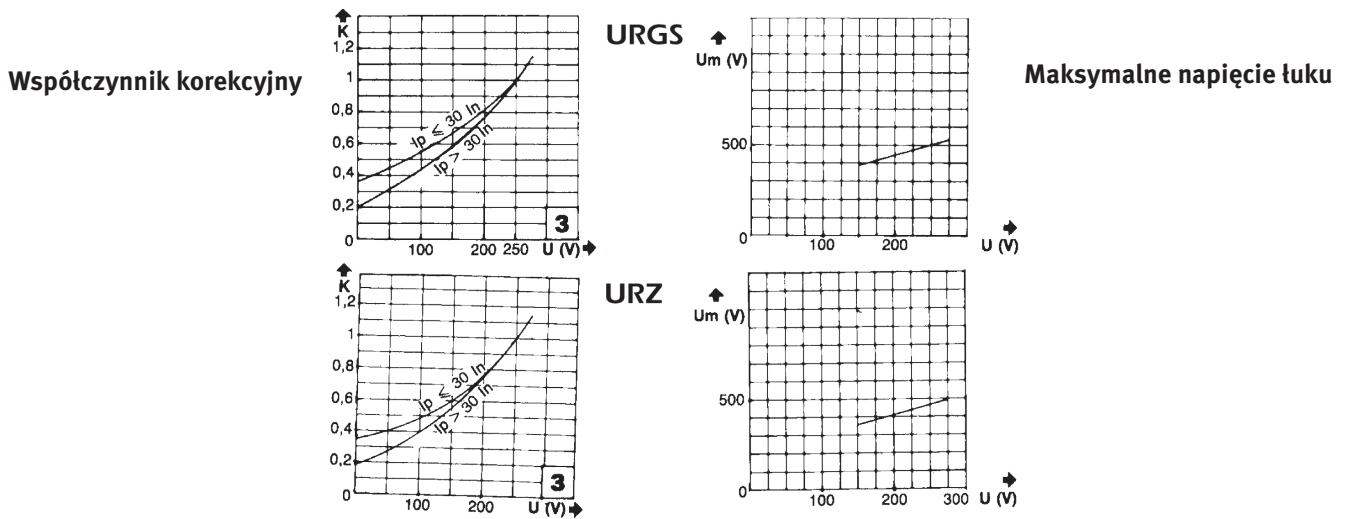 Współczynnik korekcyjny
K
1,2
1
0,8
0,6
0,4
0,2
0
Ip ≤ 30 In
Ip > 30 In
3
100 200 250 U (V)
URGS
Um (V)
500
0
100 200 U (V)
Maksymalne napięcie łuku
K
1,2
1
0,8
0,6
0,4
0,2
0
Ip ≤ 30 In
Ip > 30 In
3
100 200 U (V)
URZ
Um (V)
500
0
100 200 300 U (V)